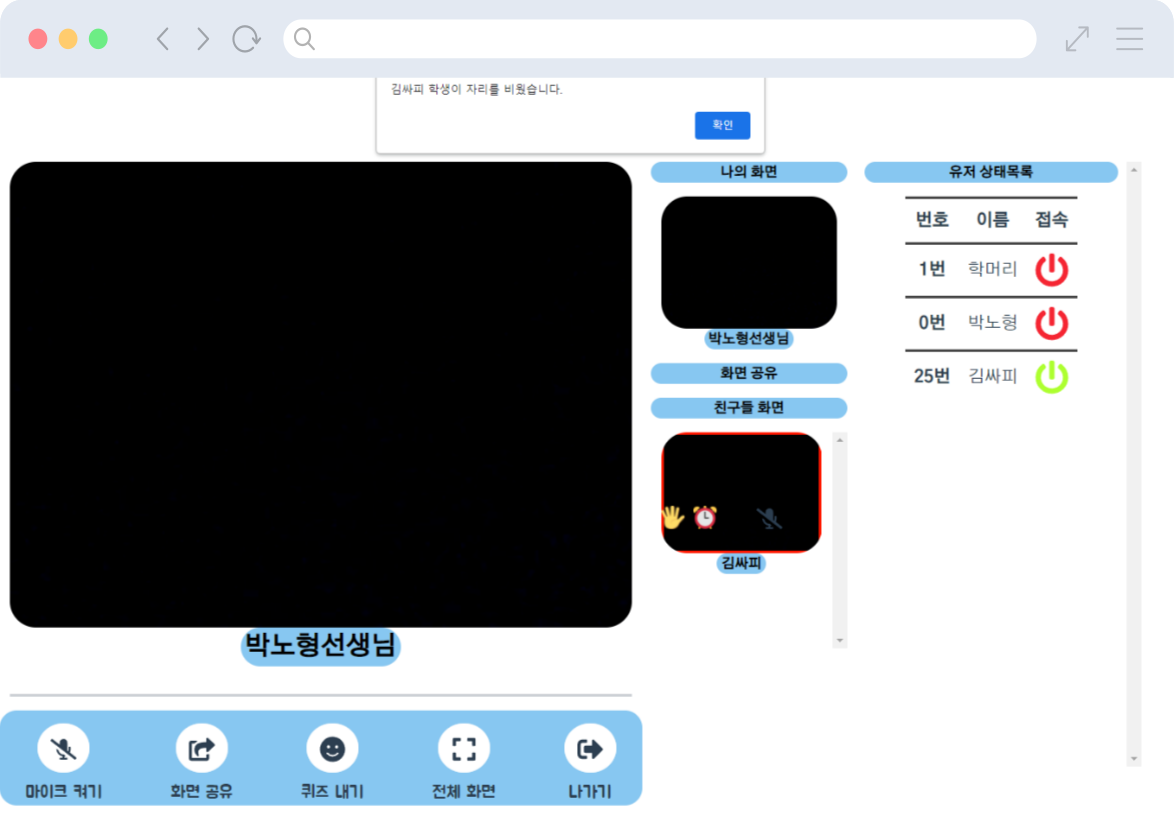 김싸피 학생이 자리를 비웠습니다.
확인
박노형선생님
마이크 켜기 화면 공유 퀴즈 내기 전체 화면 나가기
나의 화면
박노형선생님
화면 공유
친구들 화면
김싸피
유저 상태목록
번호 이름 접속
1번 학머리
0번 박노형
25번 김싸피